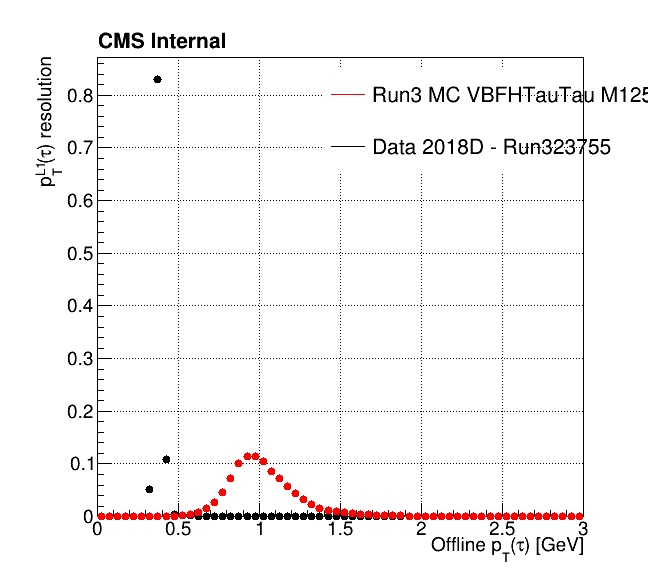 CMS Internal
p_T^L1(τ) resolution
0.8
0.7
0.6
0.5
0.4
0.3
0.2
0.1
0
Run3 MC VBFHTauTau M125
Data 2018D - Run323755
0 0.5 1 1.5 2 2.5 3
Offline p_T(τ) [GeV]